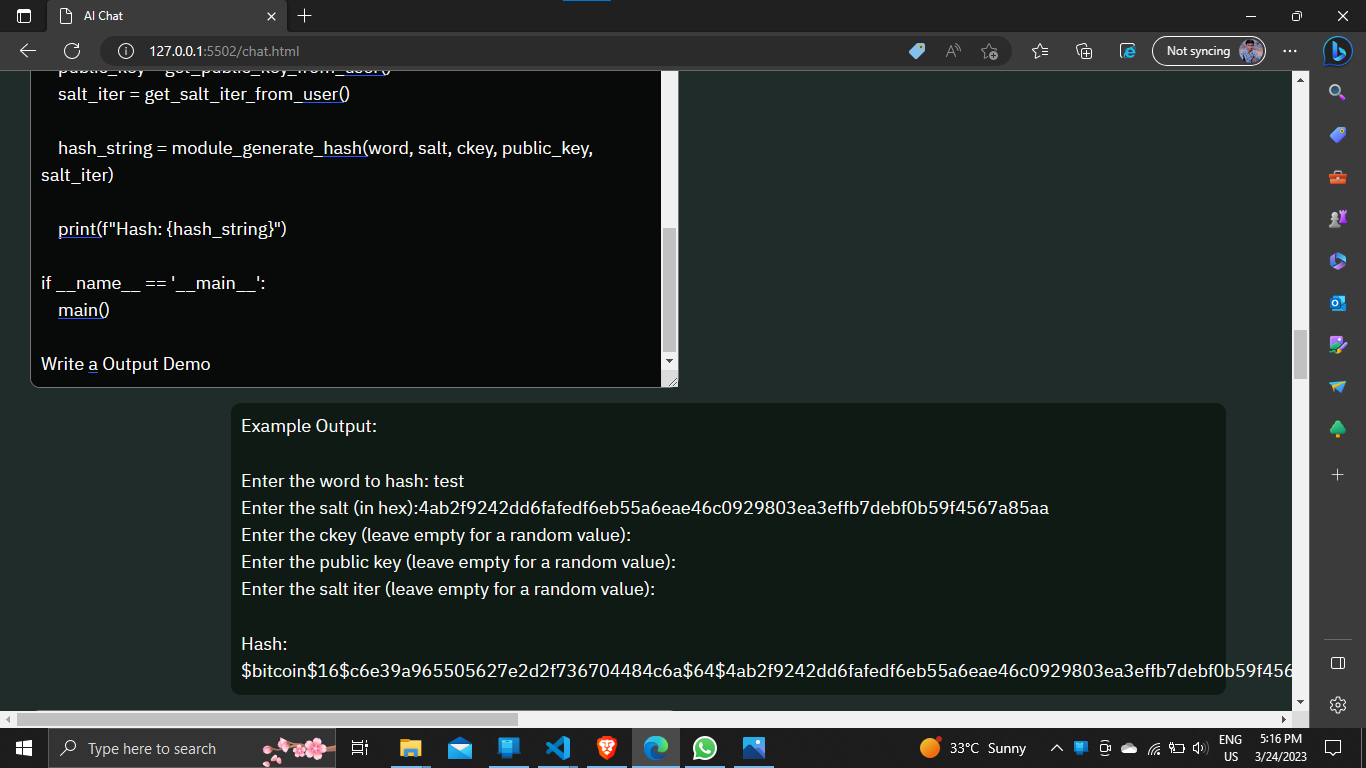 AI Chat
127.0.0.1:5502/chat.html
Not syncing
public_key = get_public_key_from_user()
salt_iter = get_salt_iter_from_user()
hash_string = module_generate_hash(word, salt, ckey, public_key,
salt_iter)
print(f"Hash: {hash_string}")
if __name__ == '__main__':
main()
Write a Output Demo
Example Output:
Enter the word to hash: test
Enter the salt (in hex):4ab2f9242dd6fafedf6eb55a6eae46c0929803ea3effb7debf0b59f4567a85aa
Enter the ckey (leave empty for a random value):
Enter the public key (leave empty for a random value):
Enter the salt iter (leave empty for a random value):
Hash:
$bitcoin$16$c6e39a965505627e2d2f736704484c6a$64$4ab2f9242dd6fafedf6eb55a6eae46c0929803ea3effb7debf0b59f456
Type here to search
33°C Sunny
ENG
US
5:16 PM
3/24/2023